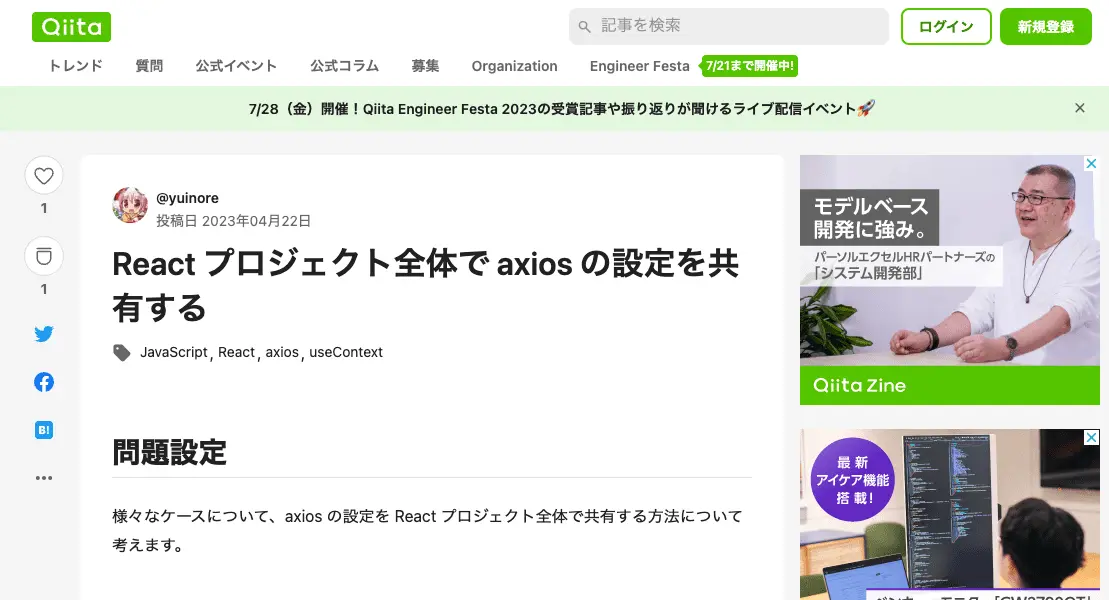 Qiita
記事を検索
ログイン
新規登録
トレンド
質問
公式イベント
公式コラム
募集
Organization
Engineer Festa
7/21まで開催中!
7/28（金）開催！Qiita Engineer Festa 2023の受賞記事や振り返りが聞けるライブ配信イベント🚀
1
1
B!
@yuinore
投稿日 2023年04月22日
React プロジェクト全体で axios の設定を共
有する
JavaScript, React, axios, useContext
問題設定
様々なケースについて、axios の設定を React プロジェクト全体で共有する方法について
考えます。
モデルベース
開発に強み。
パーソルエクセルHRパートナーズの
「システム開発部」
Qiita Zine
最 新
アイケア機能
搭 載！